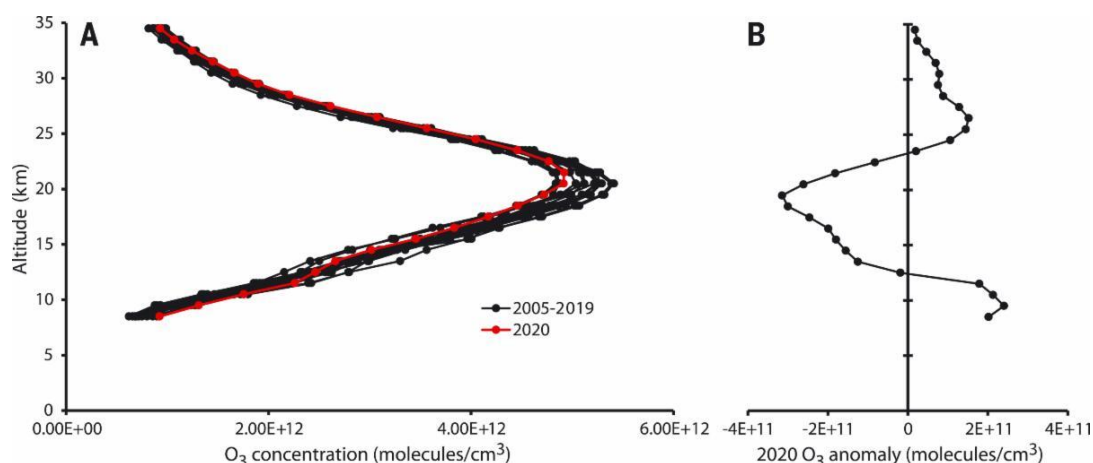 A
B
35
30
25
20
15
10
5
0
Altitude (km)
2005-2019
2020
0.00E+00 2.00E+12 4.00E+12 6.00E+12
O₃ concentration (molecules/cm³)
-4E+11 -2E+11 0 2E+11 4E+11
2020 O₃ anomaly (molecules/cm³)